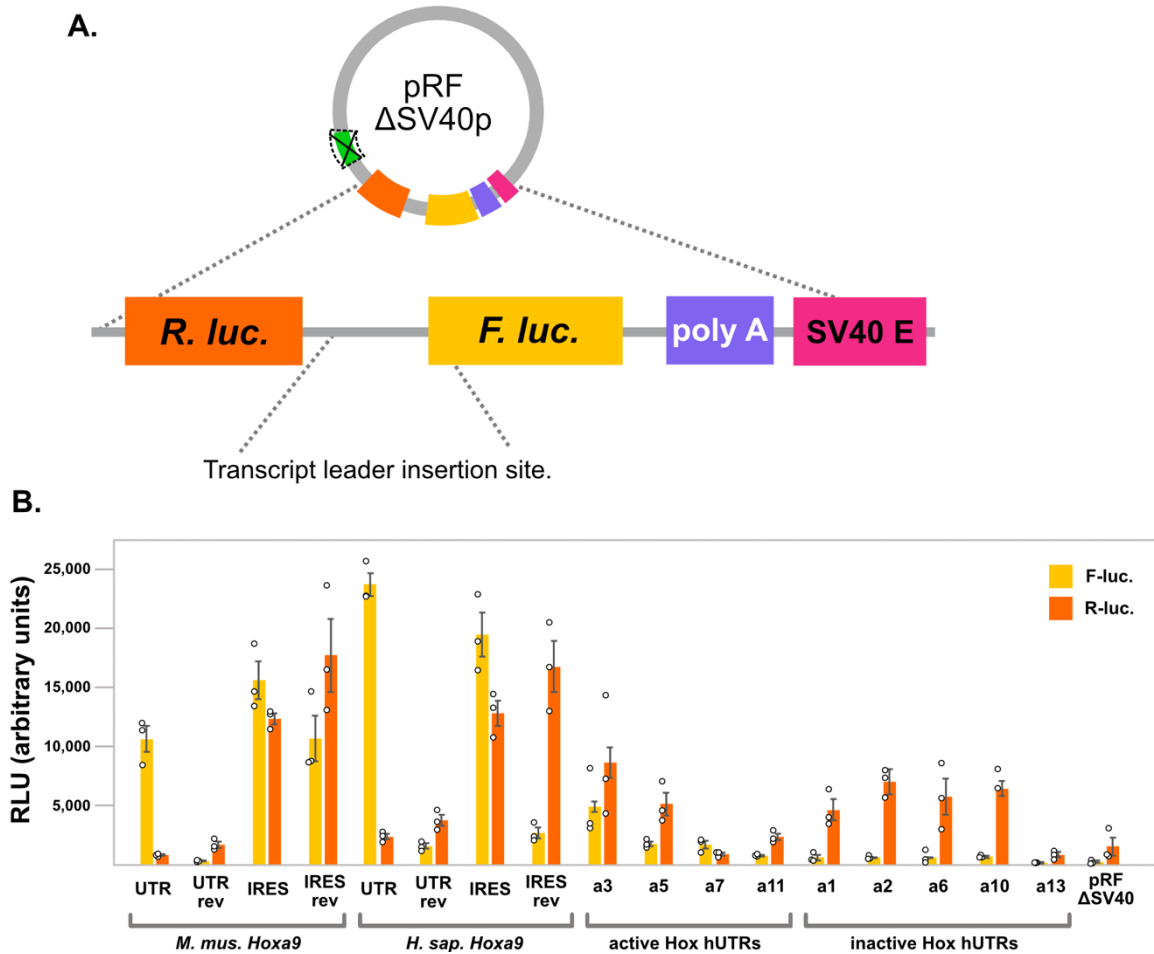 A.
pRF
ΔSV40p
R. luc. F. luc. poly A SV40 E
Transcript leader insertion site.
B.
RLU (arbitrary units)
25,000
20,000
15,000
10,000
5,000
F-luc.
R-luc.
UTR UTR rev IRES IRES rev UTR UTR rev IRES IRES rev a3 a5 a7 a11 a1 a2 a6 a10 a13 pRF ΔSV40
M. mus. Hoxa9 H. sap. Hoxa9 active Hox hUTRs inactive Hox hUTRs